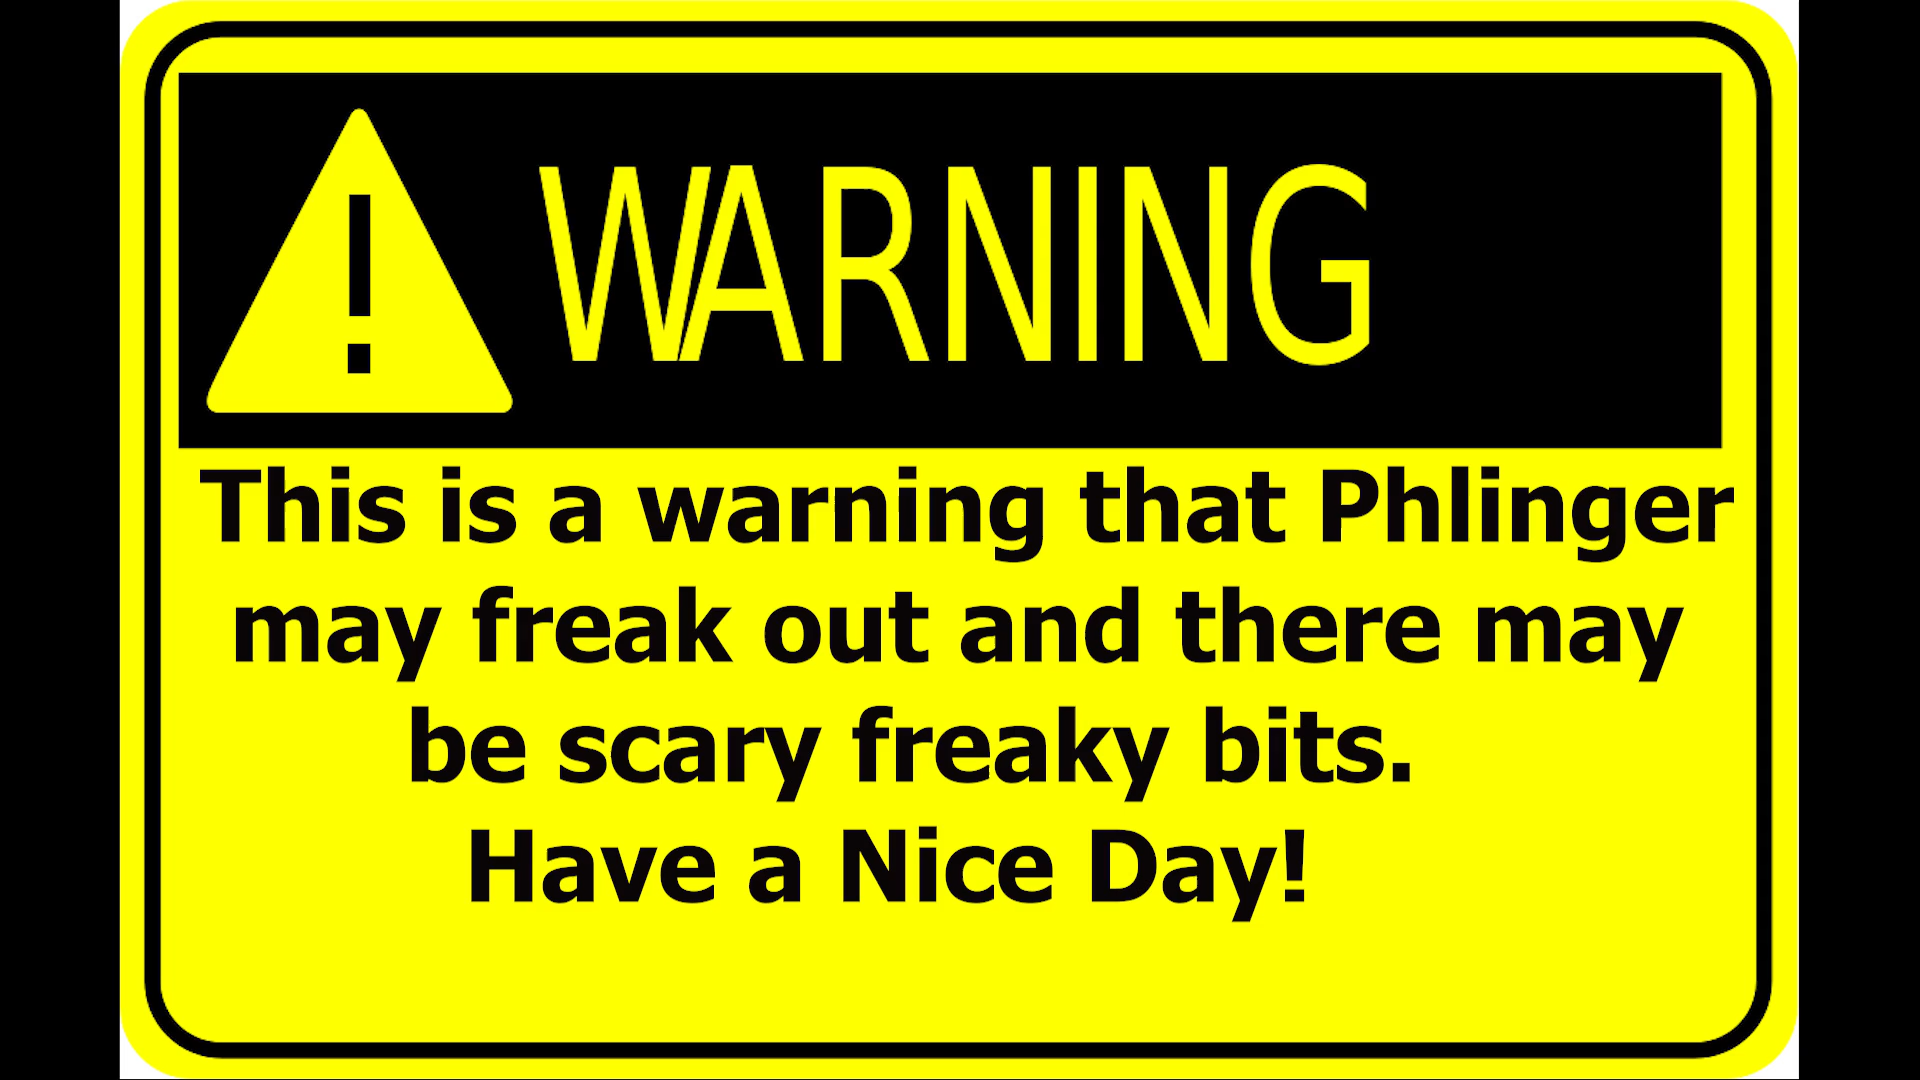 !
WARNING
This is a warning that Phlinger
may freak out and there may
be scary freaky bits.
Have a Nice Day!